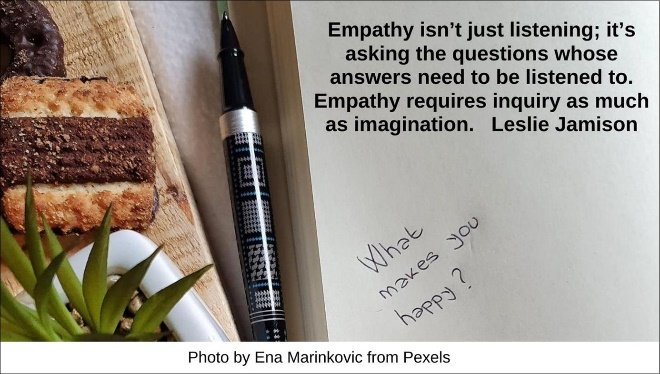 Empathy isn’t just listening; it’s
asking the questions whose
answers need to be listened to.
Empathy requires inquiry as much
as imagination.   Leslie Jamison
What
makes you
happy?
Photo by Ena Marinkovic from Pexels